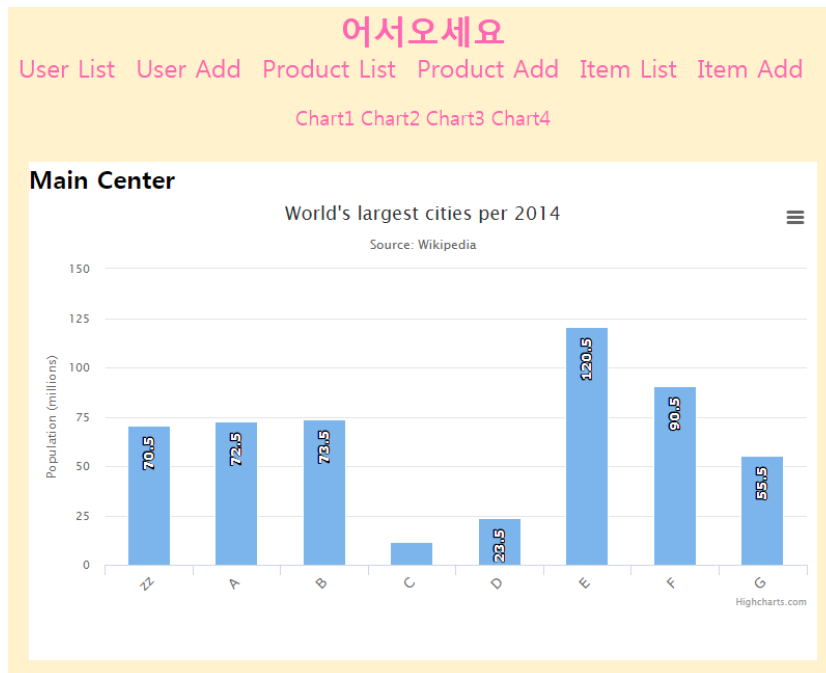 어서오세요
User List User Add Product List Product Add Item List Item Add
Chart1 Chart2 Chart3 Chart4
Main Center
World's largest cities per 2014
Source: Wikipedia
Population (millions)
150
125
100
75
50
25
0
70.5 72.5 73.5 23.5 120.5 90.5 55.5
zz A B C D E F G
Highcharts.com